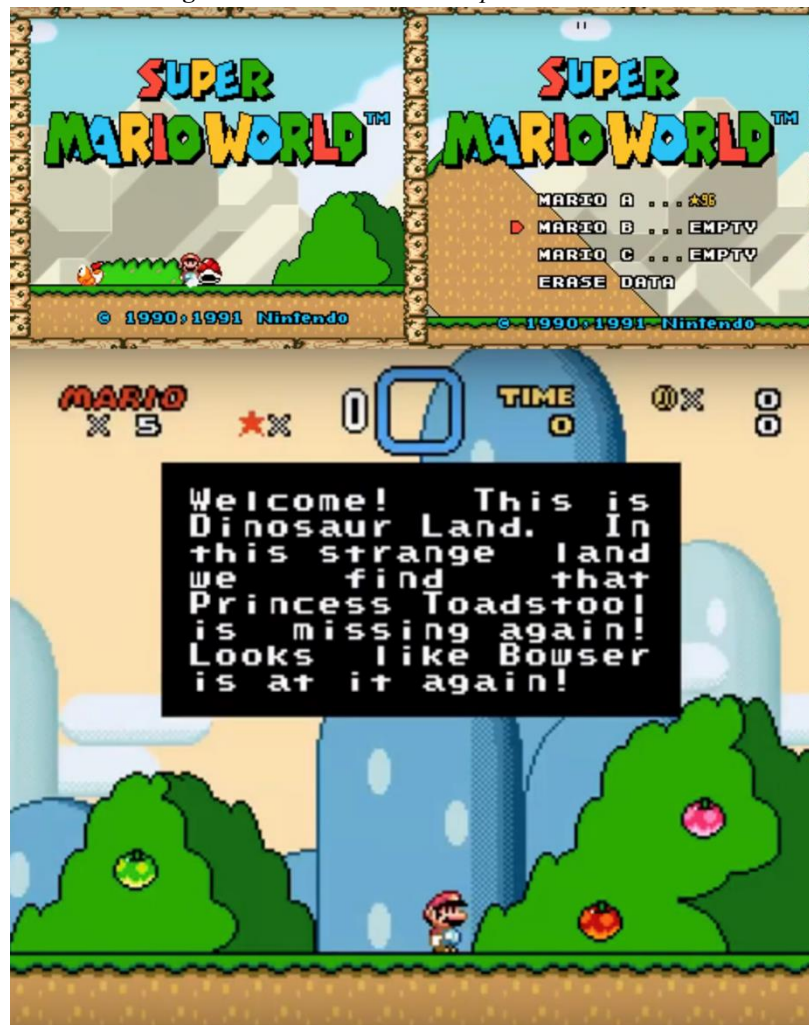 SUPER
MARIO WORLD™
© 1990,1991 Nintendo
SUPER
MARIO WORLD™
MARIO A ...★96
MARIO B ...EMPTY
MARIO C ...EMPTY
ERASE DATA
© 1990,1991 Nintendo
MARIO TIME
X 5 ★X 0 0 X 0
0
Welcome! This is
Dinosaur Land. In
this strange land
we find that
Princess Toadstool
is missing again!
Looks like Bowser
is at it again!